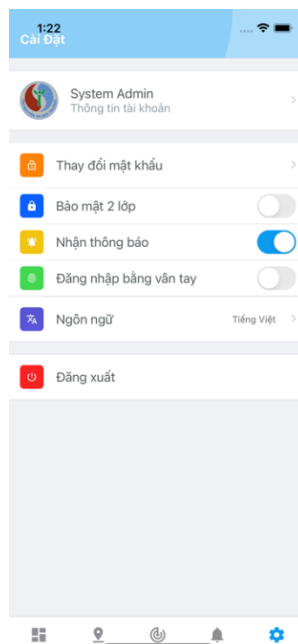 1:22
Cài Đặt
System Admin
Thông tin tài khoản
Thay đổi mật khẩu
Bảo mật 2 lớp
Nhận thông báo
Đăng nhập bằng vân tay
Ngôn ngữ
Tiếng Việt
Đăng xuất